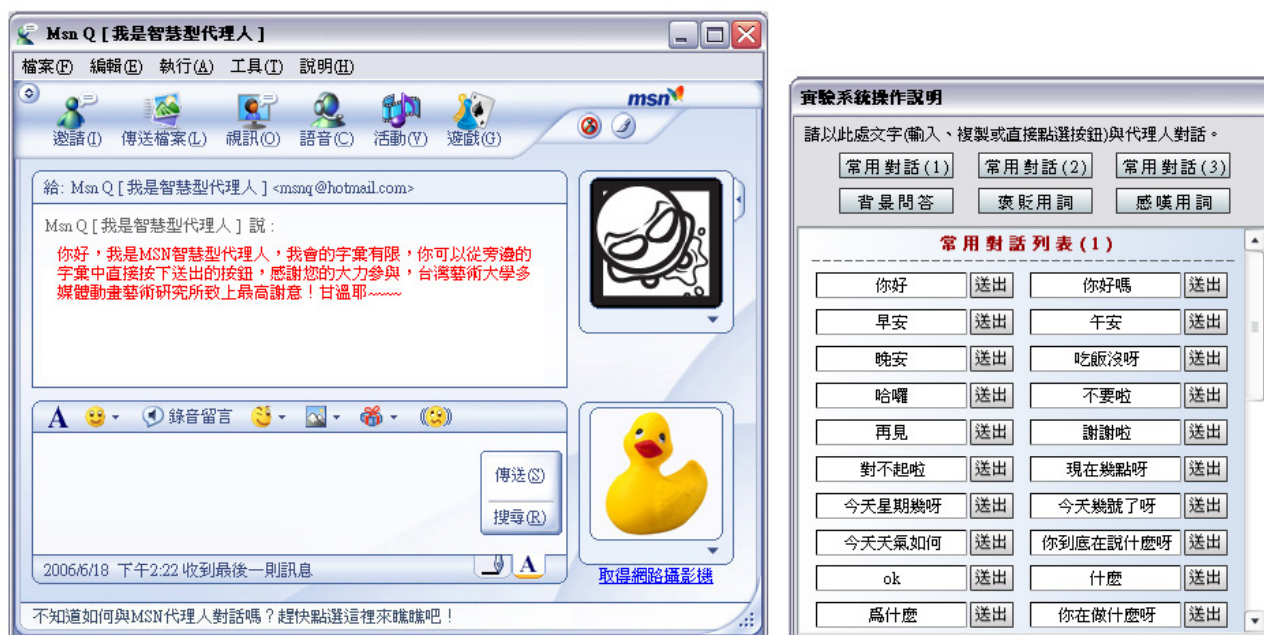 Msn Q [ 我是智慧型代理人 ]
檔案(F) 編輯(E) 執行(A) 工具(T) 說明(H)
msn
邀請(I) 傳送檔案(L) 視訊(O) 語音(C) 活動(V) 遊戲(G)
給: Msn Q [ 我是智慧型代理人 ] <msnq@hotmail.com>
Msn Q [ 我是智慧型代理人 ] 說：
你好，我是MSN智慧型代理人，我會的字彙有限，你可以從旁邊的
字彙中直接按下送出的按鈕，感謝您的大力參與，台灣藝術大學多
媒體動畫藝術研究所致上最高謝意！甘溫耶~~~~
A 錄音留言
傳送(S)
搜尋(R)
A
2006/6/18 下午2:22 收到最後一則訊息
取得網路攝影機
不知道如何與MSN代理人對話嗎？趕快點選這裡來瞧瞧吧！
實驗系統操作說明
請以此處文字(輸入、複製或直接點選按鈕)與代理人對話。
常用對話(1) 常用對話(2) 常用對話(3)
背景問答 褒貶用詞 感嘆用詞
常用對話列表(1)
你好 送出 你好嗎 送出
早安 送出 午安 送出
晚安 送出 吃飯沒呀 送出
哈囉 送出 不要啦 送出
再見 送出 謝謝啦 送出
對不起啦 送出 現在幾點呀 送出
今天星期幾呀 送出 今天幾號了呀 送出
今天天氣如何 送出 你到底在說什麼呀 送出
ok 送出 什麼 送出
爲什麼 送出 你在做什麼呀 送出